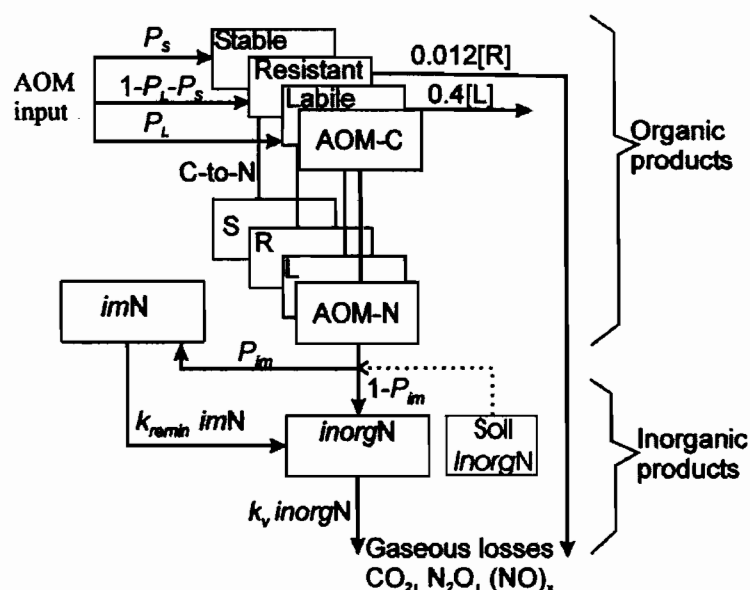 P_S
Stable
0.012[R]
Resistant
AOM
input
1-P_L-P_S
Labile
0.4[L]
P_L
AOM-C
Organic
products
C-to-N
S
R
L
imN
AOM-N
P_im
1-P_im
k_remin imN
inorgN
Soil
InorgN
Inorganic
products
k_v inorgN
Gaseous losses
CO₂, N₂O, (NO)ₓ